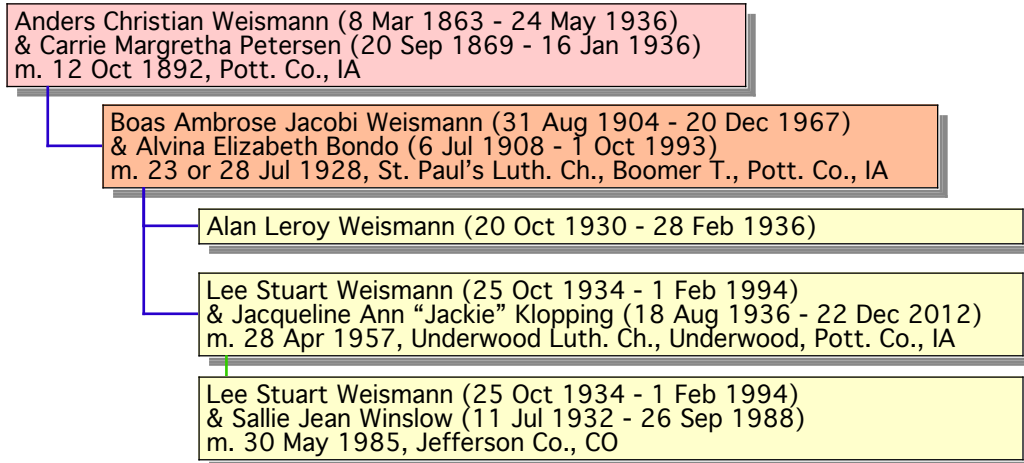 Anders Christian Weismann (8 Mar 1863 - 24 May 1936)
& Carrie Margretha Petersen (20 Sep 1869 - 16 Jan 1936)
m. 12 Oct 1892, Pott. Co., IA
Boas Ambrose Jacobi Weismann (31 Aug 1904 - 20 Dec 1967)
& Alvina Elizabeth Bondo (6 Jul 1908 - 1 Oct 1993)
m. 23 or 28 Jul 1928, St. Paul's Luth. Ch., Boomer T., Pott. Co., IA
Alan Leroy Weismann (20 Oct 1930 - 28 Feb 1936)
Lee Stuart Weismann (25 Oct 1934 - 1 Feb 1994)
& Jacqueline Ann “Jackie” Klopping (18 Aug 1936 - 22 Dec 2012)
m. 28 Apr 1957, Underwood Luth. Ch., Underwood, Pott. Co., IA
Lee Stuart Weismann (25 Oct 1934 - 1 Feb 1994)
& Sallie Jean Winslow (11 Jul 1932 - 26 Sep 1988)
m. 30 May 1985, Jefferson Co., CO